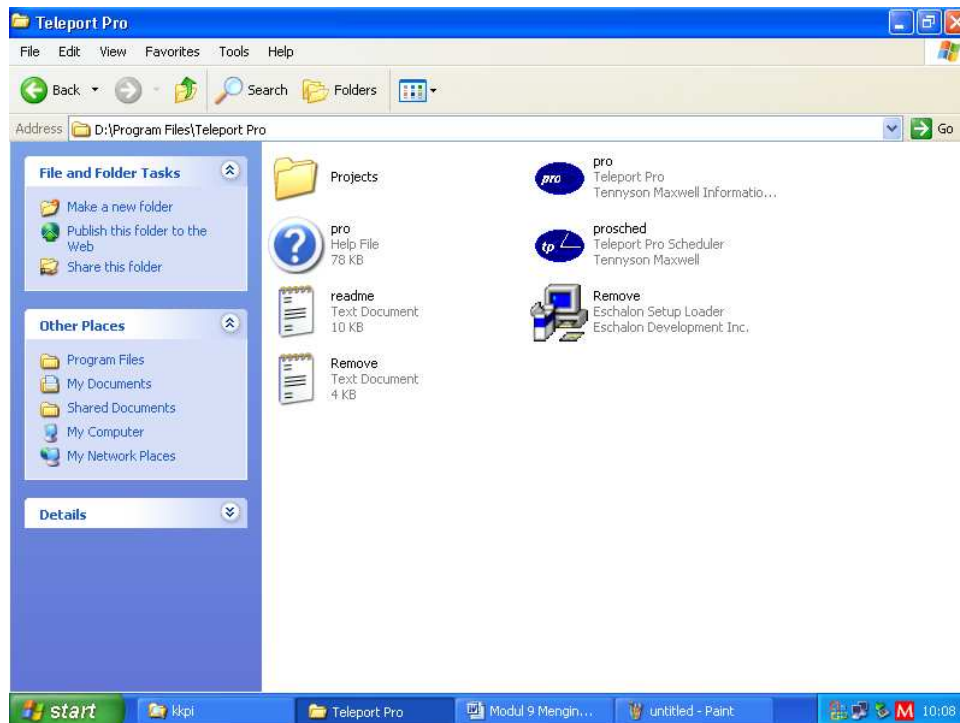 Teleport Pro
File Edit View Favorites Tools Help
Back Search Folders
Address D:\Program Files\Teleport Pro Go
File and Folder Tasks
Make a new folder
Publish this folder to the
Web
Share this folder
Other Places
Program Files
My Documents
Shared Documents
My Computer
My Network Places
Details
Projects
pro
Teleport Pro
Tennyson Maxwell Informatio...
pro
pro
Help File
78 KB
tp
prosched
Teleport Pro Scheduler
Tennyson Maxwell
readme
Text Document
10 KB
Remove
Eschalon Setup Loader
Eschalon Development Inc.
Remove
Text Document
4 KB
start kkpi Teleport Pro Modul 9 Mengin... untitled - Paint M 10:08